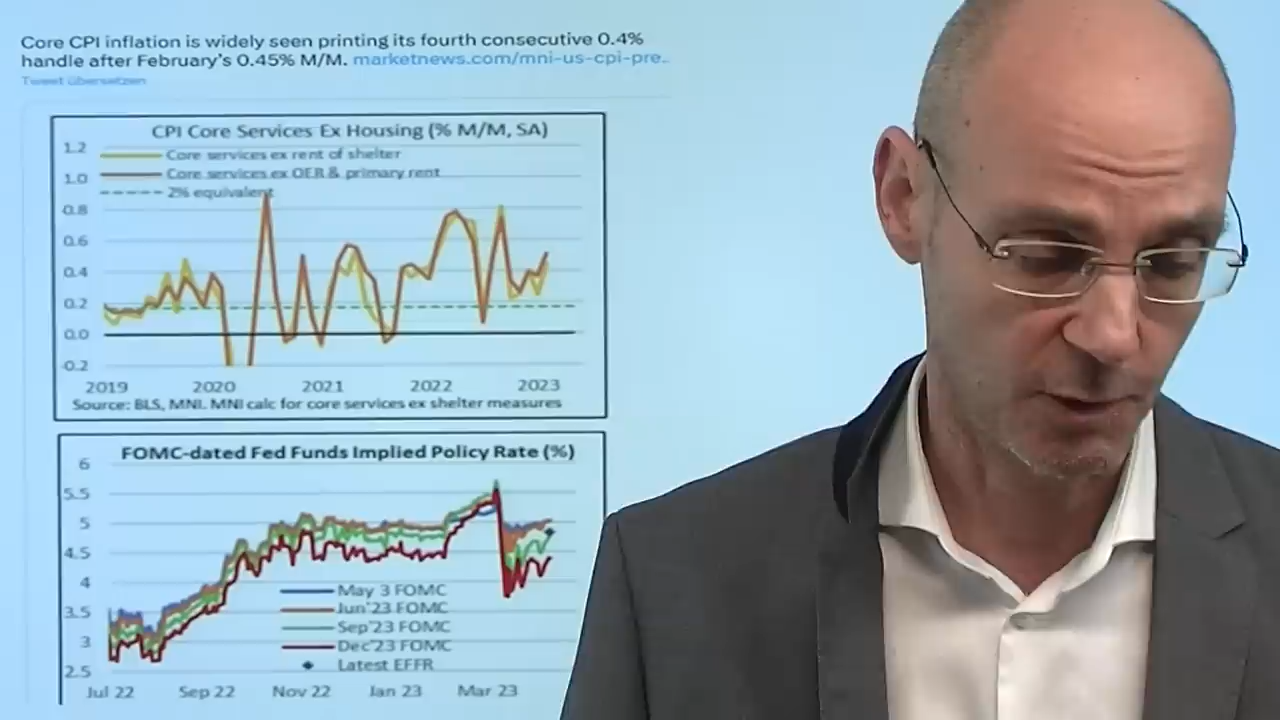 Core CPI inflation is widely seen printing its fourth consecutive 0.4%
handle after February's 0.45% M/M. marketnews.com/mni-us-cpi-pre..
Tweet übersetzen
CPI Core Services Ex Housing (% M/M, SA)
Core services ex rent of shelter
Core services ex OER & primary rent
2% equivalent
1.2
1.0
0.8
0.6
0.4
0.2
0.0
0.2
2019 2020 2021 2022 2023
Source: BLS, MNI. MNI calc for core services ex shelter measures
FOMC-dated Fed Funds Implied Policy Rate (%)
6
5.5
5
4.5
4
3.5
3
2.5
May 3 FOMC
Jun'23 FOMC
Sep'23 FOMC
Dec'23 FOMC
Latest EFFR
Jul 22 Sep 22 Nov 22 Jan 23 Mar 23